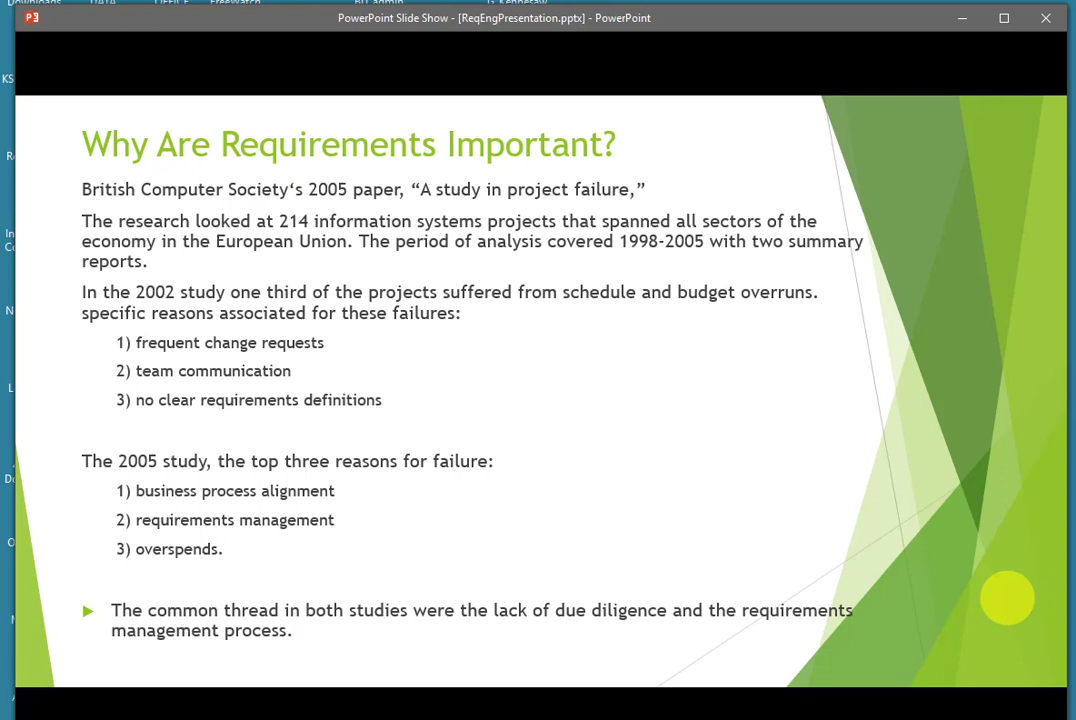 Downloads DATA OFFICE FreeWatch G Kennesaw
PowerPoint Slide Show - [ReqEngPresentation.pptx] - PowerPoint
KS
Why Are Requirements Important?
British Computer Society‘s 2005 paper, “A study in project failure,”
The research looked at 214 information systems projects that spanned all sectors of the
economy in the European Union. The period of analysis covered 1998-2005 with two summary
reports.
In the 2002 study one third of the projects suffered from schedule and budget overruns.
specific reasons associated for these failures:
1) frequent change requests
2) team communication
3) no clear requirements definitions
The 2005 study, the top three reasons for failure:
1) business process alignment
2) requirements management
3) overspends.
The common thread in both studies were the lack of due diligence and the requirements
management process.